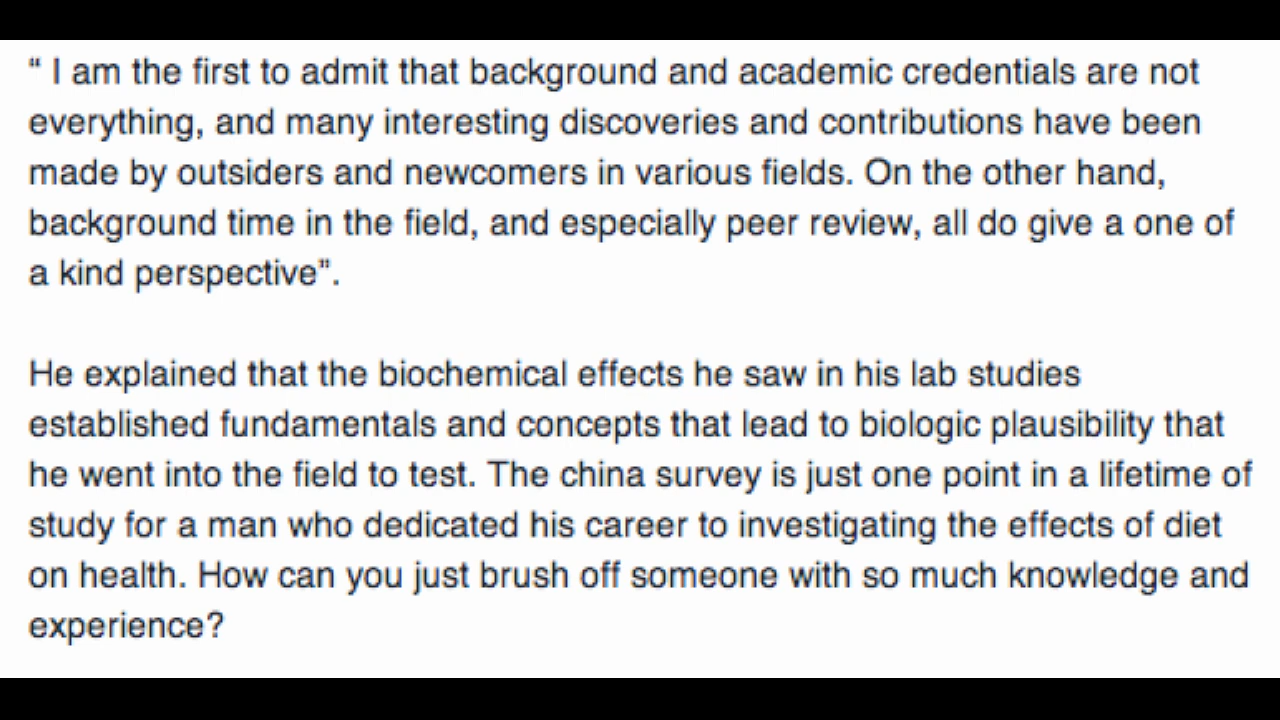 “ I am the first to admit that background and academic credentials are not
everything, and many interesting discoveries and contributions have been
made by outsiders and newcomers in various fields. On the other hand,
background time in the field, and especially peer review, all do give a one of
a kind perspective”.
He explained that the biochemical effects he saw in his lab studies
established fundamentals and concepts that lead to biologic plausibility that
he went into the field to test. The china survey is just one point in a lifetime of
study for a man who dedicated his career to investigating the effects of diet
on health. How can you just brush off someone with so much knowledge and
experience?